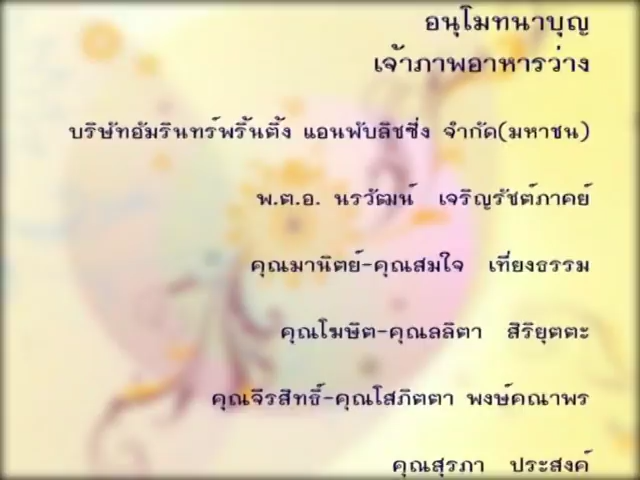 อนุโมทนาบุญ
เจ้าภาพอาหารว่าง
บริษัทอัมรินทร์พริ้นติ้ง แอนพับลิชชิ่ง จำกัด(มหาชน)
พ.ต.อ. นรวัฒน์ เจริญรัชต์ภาคย์
คุณมานิตย์-คุณสมใจ เที่ยงธรรม
คุณโฆษิต-คุณลลิตา สิริยุตตะ
คุณจีรสิทธิ์-คุณโสภิตตา พงษ์คณาพร
คุณสุรภา ประสงค์